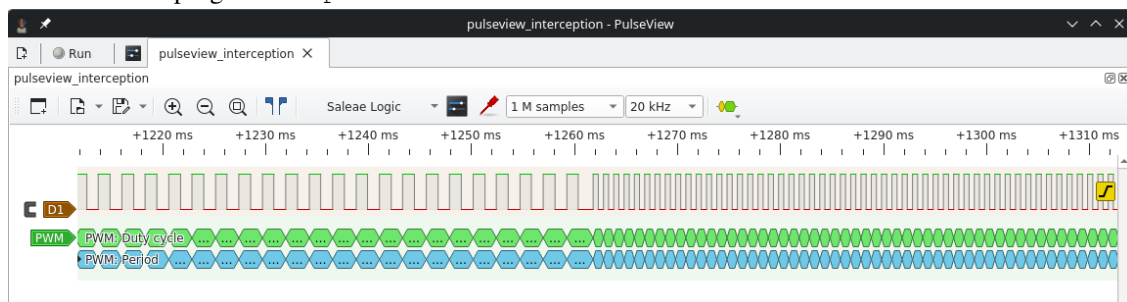 pulseview_interception - PulseView
Run pulseview_interception
pulseview_interception
Saleae Logic 1 M samples 20 kHz
+1220 ms +1230 ms +1240 ms +1250 ms +1260 ms +1270 ms +1280 ms +1290 ms +1300 ms +1310 ms
D1
PWM PWM: Duty cycle ... ... ... ... ... ... ... ... ... ... ... ... ... ... ... ... ...
PWM: Period ... ... ... ... ... ... ... ... ... ... ... ... ... ... ... ... ... ...